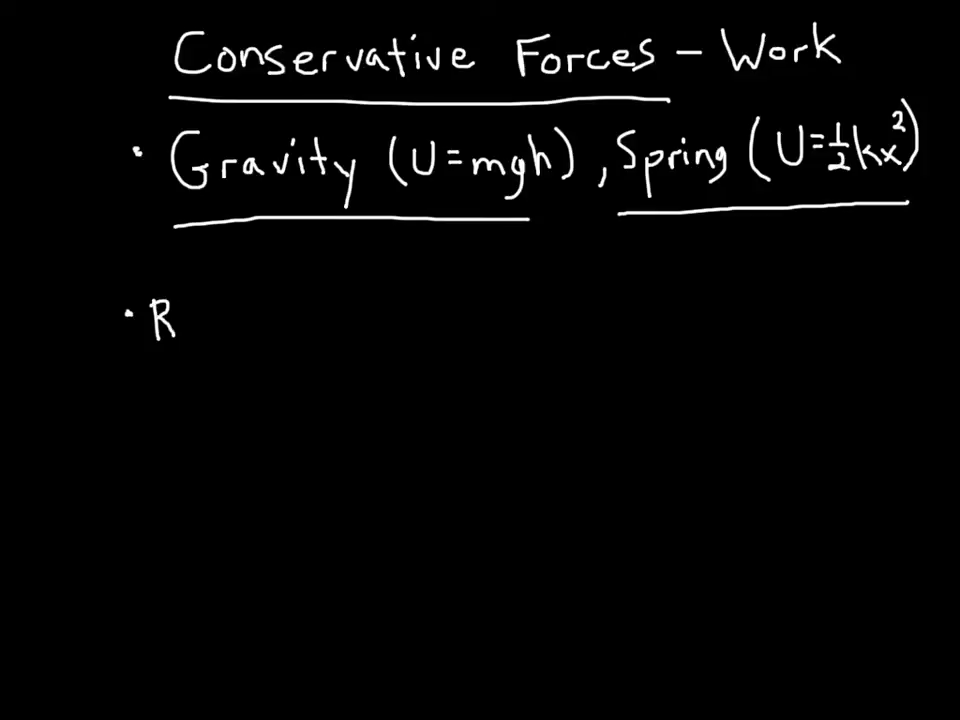 Conservative Forces – Work
• Gravity (U=mgh), Spring (U=½kx²)
• R